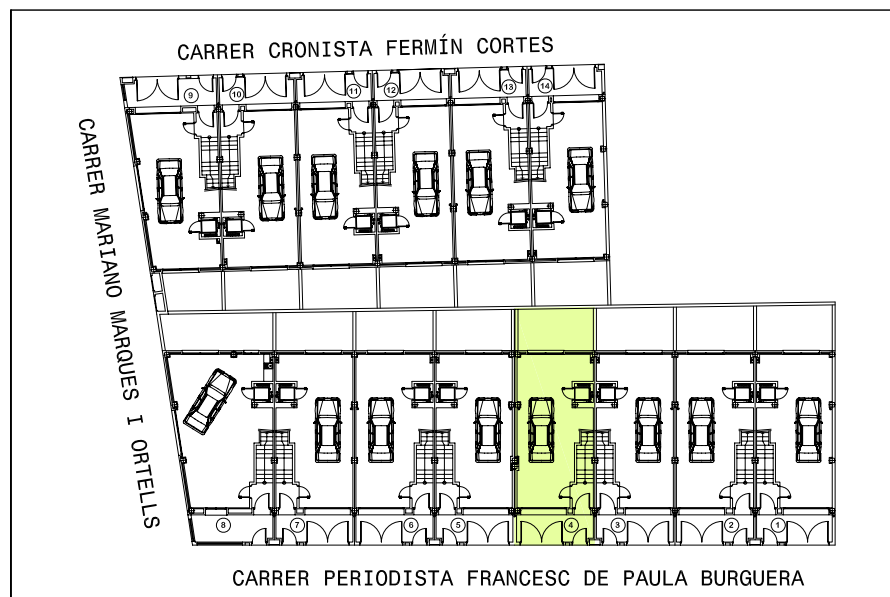 CARRER CRONISTA FERMÍN CORTES
9 10 11 12 13 14
CARRER MARIANO MARQUES I ORTELLS
8 7 6 5 4 3 2 1
CARRER PERIODISTA FRANCESC DE PAULA BURGUERA